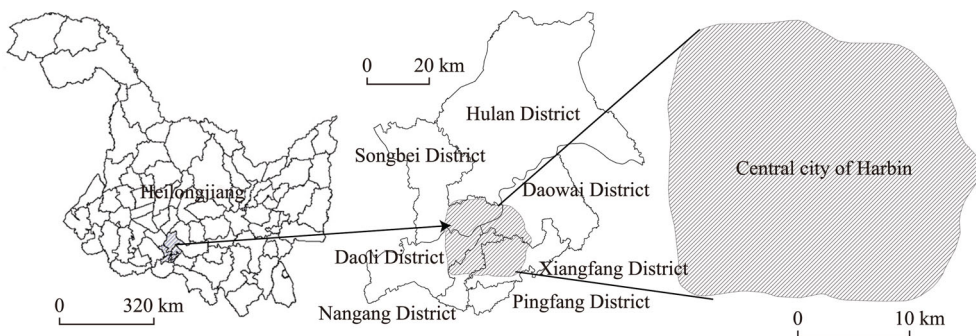 Heilongjiang
0 320 km
0 20 km
Hulan District
Songbei District
Daowai District
Daoli District
Xiangfang District
Nangang District
Pingfang District
Central city of Harbin
0 10 km